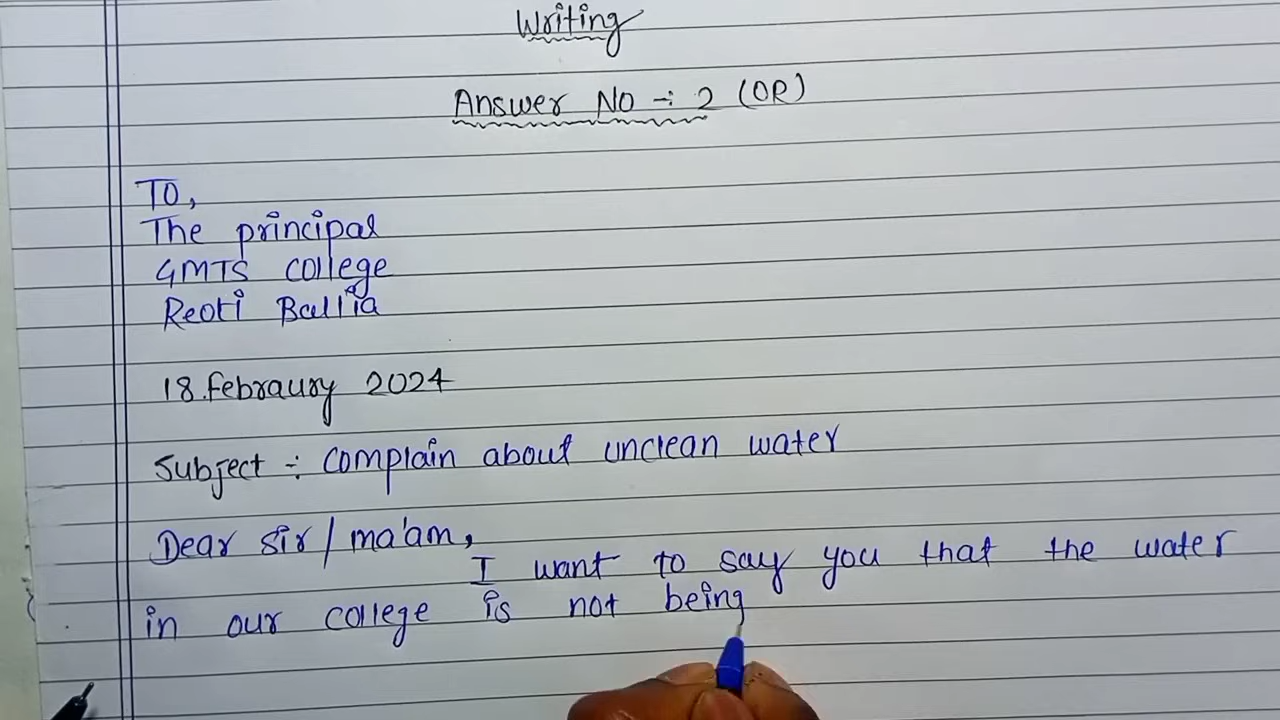 Writing
Answer No -: 2 (OR)
TO,
The principal
GMTS college
Reoti Ballia
18.febraury 2024
Subject -: complain about unclean water
Dear sir/ma'am,
I want to say you that the water
in our college is not being